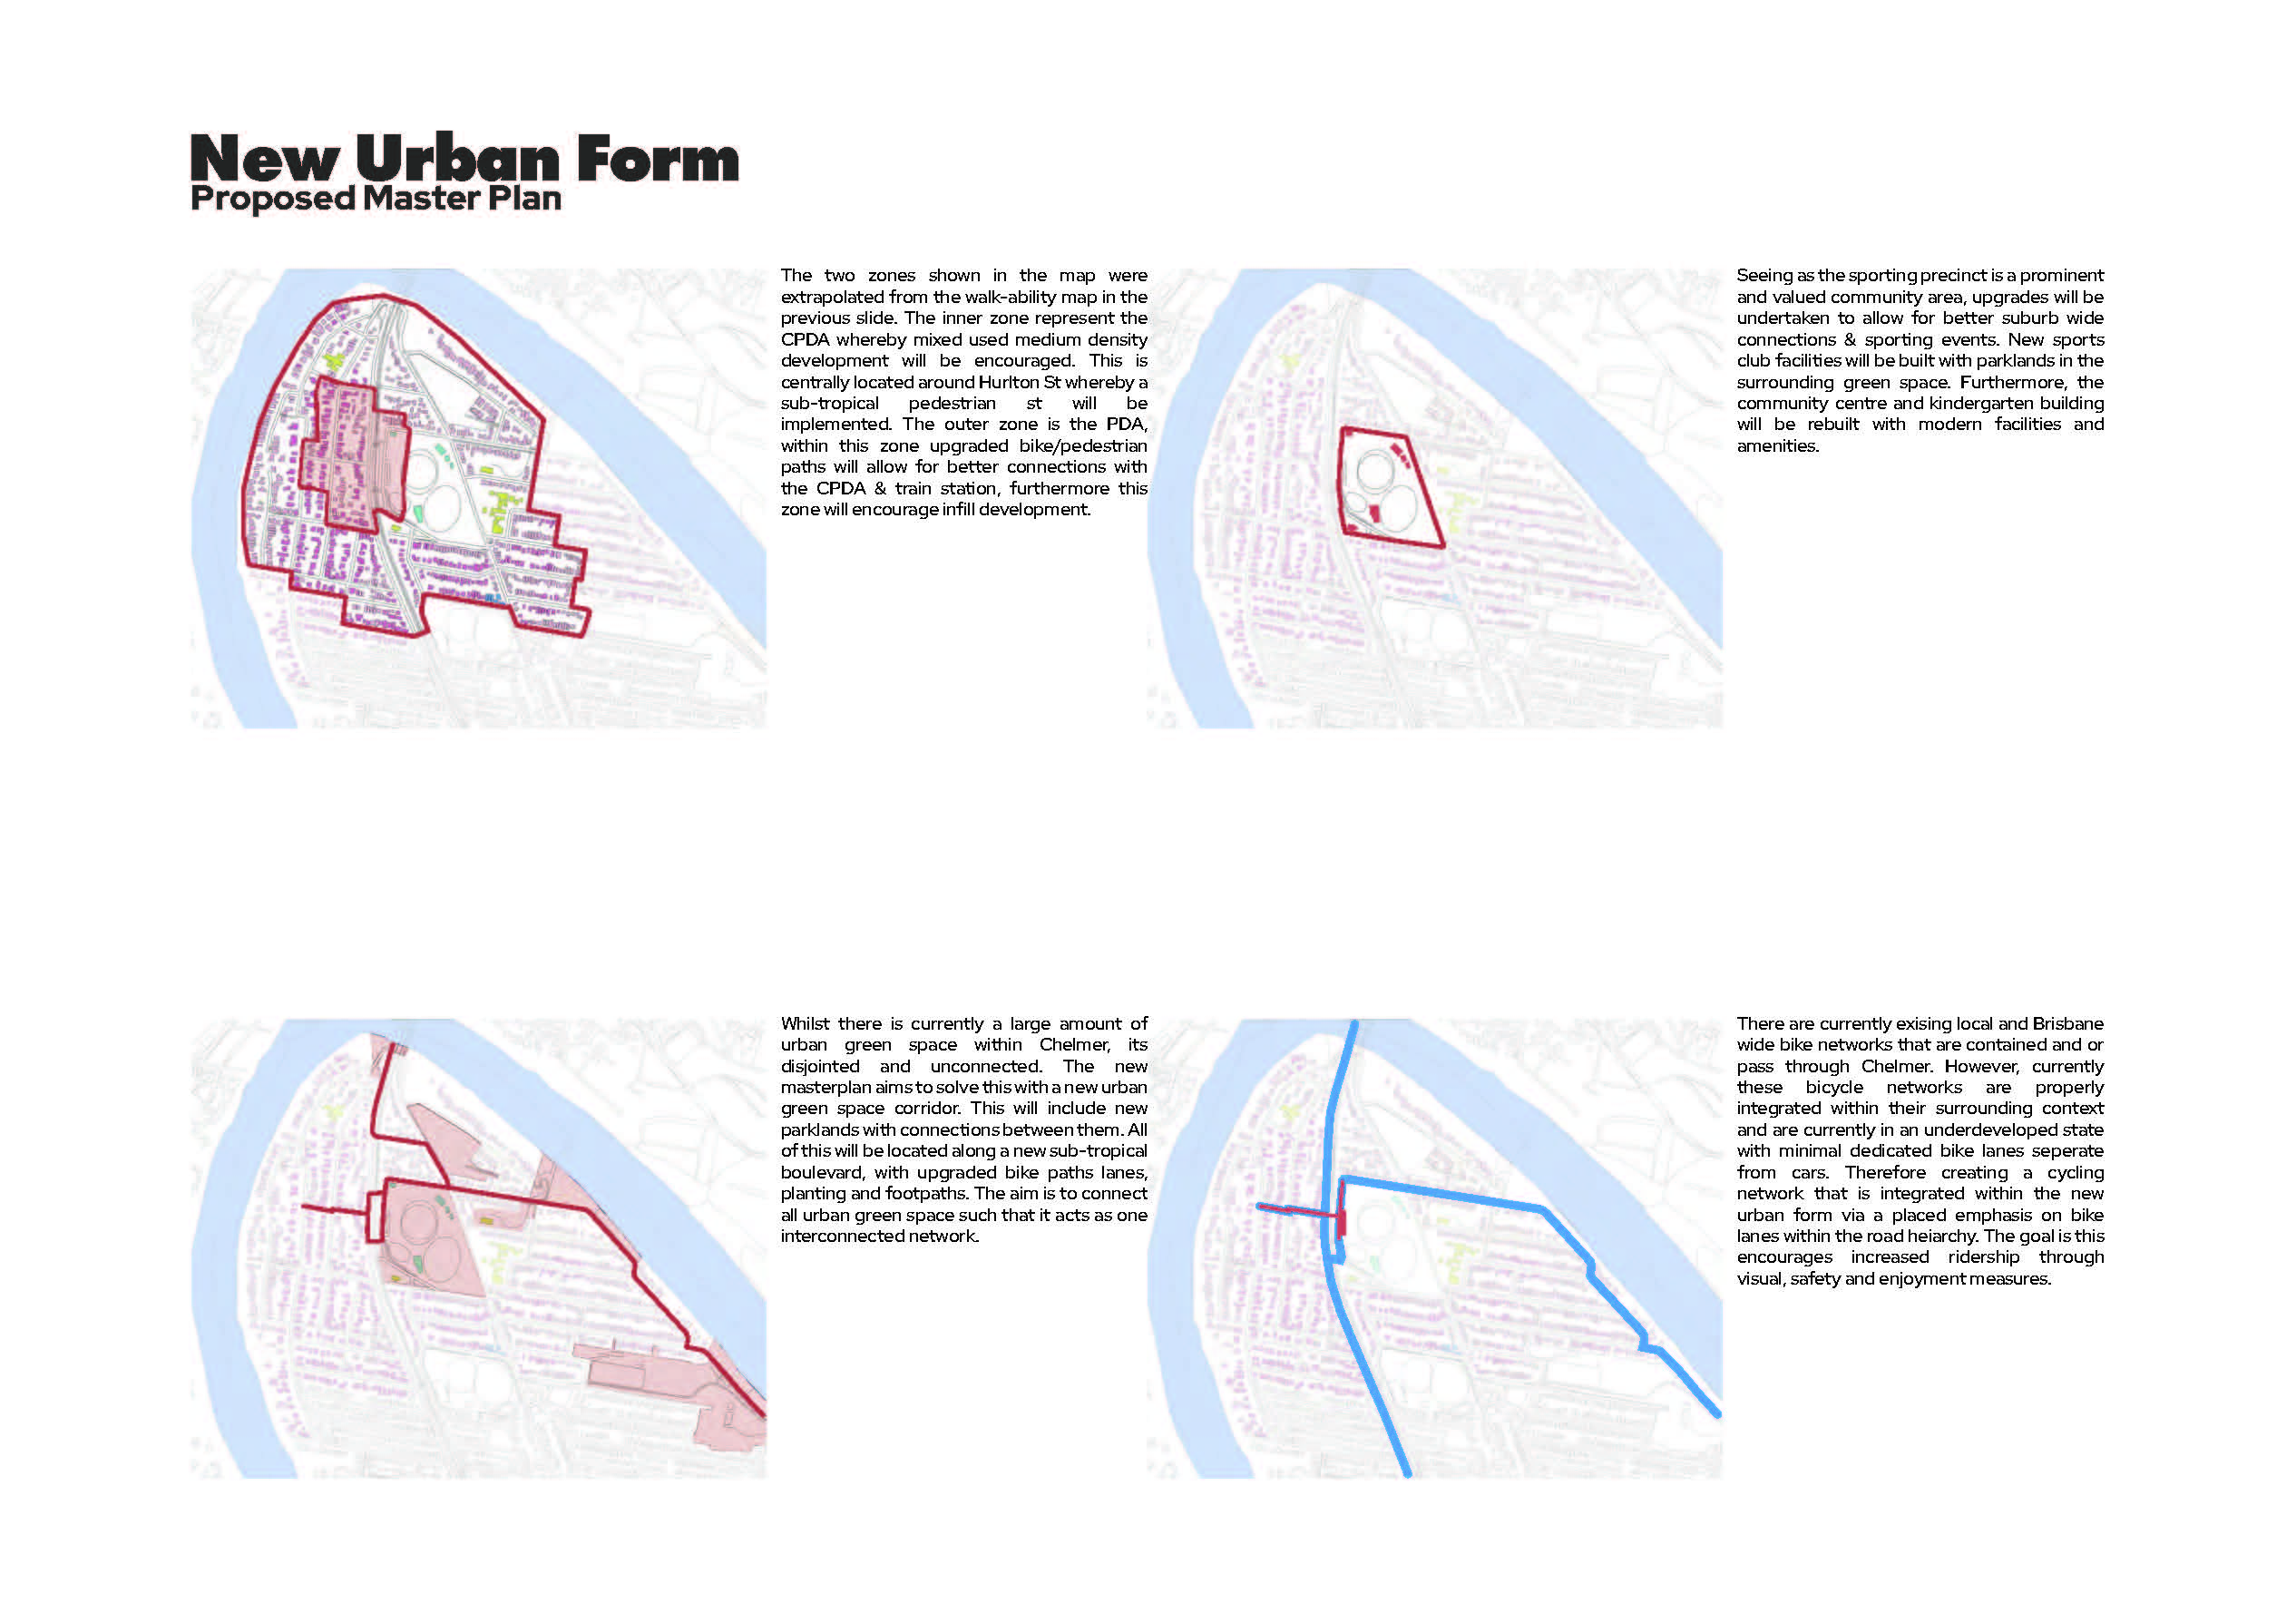 New Urban Form
Proposed Master Plan
The two zones shown in the map were
extrapolated from the walk-ability map in the
previous slide. The inner zone represent the
CPDA whereby mixed used medium density
development will be encouraged. This is
centrally located around Hurlton St whereby a
sub-tropical pedestrian st will be
implemented. The outer zone is the PDA,
within this zone upgraded bike/pedestrian
paths will allow for better connections with
the CPDA & train station, furthermore this
zone will encourage infill development.
Seeing as the sporting precinct is a prominent
and valued community area, upgrades will be
undertaken to allow for better suburb wide
connections & sporting events. New sports
club facilities will be built with parklands in the
surrounding green space. Furthermore, the
community centre and kindergarten building
will be rebuilt with modern facilities and
amenities.
Whilst there is currently a large amount of
urban green space within Chelmer, its
disjointed and unconnected. The new
masterplan aims to solve this with a new urban
green space corridor. This will include new
parklands with connections between them. All
of this will be located along a new sub-tropical
boulevard, with upgraded bike paths lanes,
planting and footpaths. The aim is to connect
all urban green space such that it acts as one
interconnected network.
There are currently exising local and Brisbane
wide bike networks that are contained and or
pass through Chelmer. However, currently
these bicycle networks are properly
integrated within their surrounding context
and are currently in an underdeveloped state
with minimal dedicated bike lanes seperate
from cars. Therefore creating a cycling
network that is integrated within the new
urban form via a placed emphasis on bike
lanes within the road heiarchy. The goal is this
encourages increased ridership through
visual, safety and enjoyment measures.